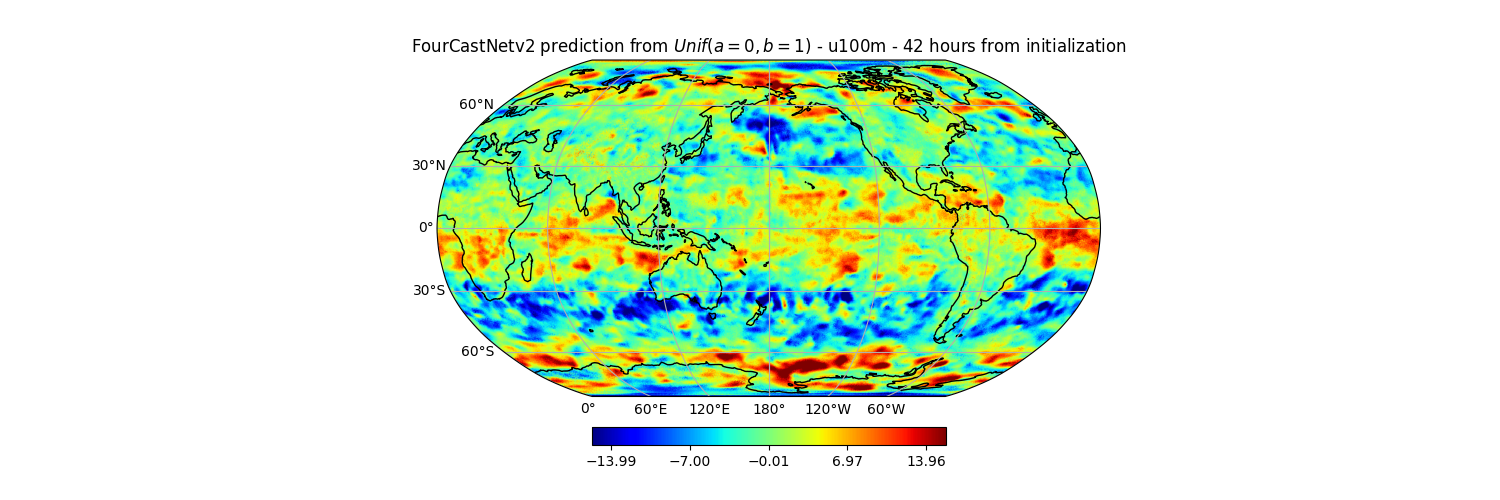 FourCastNetv2 prediction from Unif(a = 0, b = 1) - u100m - 42 hours from initialization
60°N
30°N
0°
30°S
60°S
0° 60°E 120°E 180° 120°W 60°W
−13.99 −7.00 −0.01 6.97 13.96